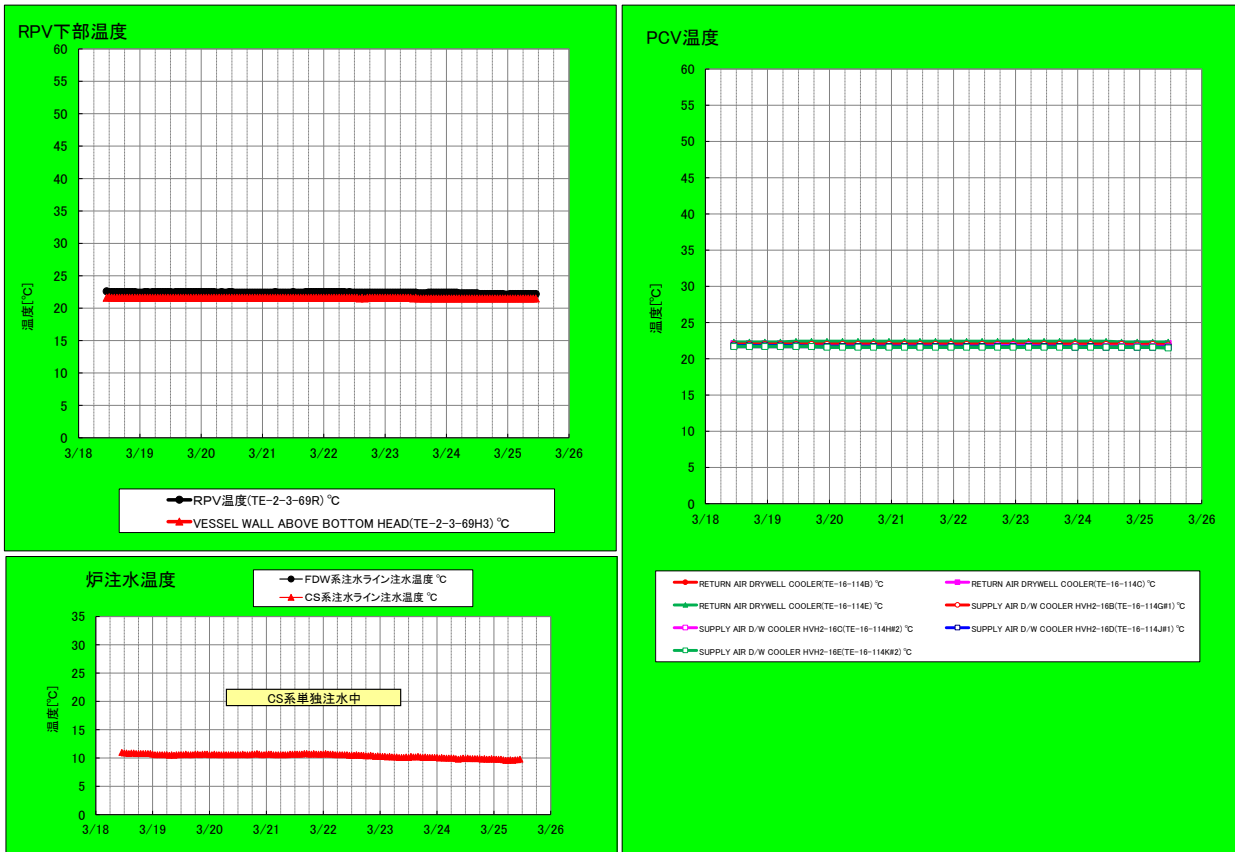 RPV下部温度
60
55
50
45
40
35
30
25
20
15
10
5
0
温度[℃]
3/18 3/19 3/20 3/21 3/22 3/23 3/24 3/25 3/26
RPV温度(TE-2-3-69R) ℃
VESSEL WALL ABOVE BOTTOM HEAD(TE-2-3-69H3) ℃
炉注水温度
FDW系注水ライン注水温度 ℃
CS系注水ライン注水温度 ℃
35
30
25
20
15
10
5
0
温度[℃]
CS系単独注水中
3/18 3/19 3/20 3/21 3/22 3/23 3/24 3/25 3/26
PCV温度
60
55
50
45
40
35
30
25
20
15
10
5
0
温度[℃]
3/18 3/19 3/20 3/21 3/22 3/23 3/24 3/25 3/26
RETURN AIR DRYWELL COOLER(TE-16-114B) ℃
RETURN AIR DRYWELL COOLER(TE-16-114C) ℃
RETURN AIR DRYWELL COOLER(TE-16-114E) ℃
SUPPLY AIR D/W COOLER HVH2-16B(TE-16-114G#1) ℃
SUPPLY AIR D/W COOLER HVH2-16C(TE-16-114H#2) ℃
SUPPLY AIR D/W COOLER HVH2-16D(TE-16-114J#1) ℃
SUPPLY AIR D/W COOLER HVH2-16E(TE-16-114K#2) ℃